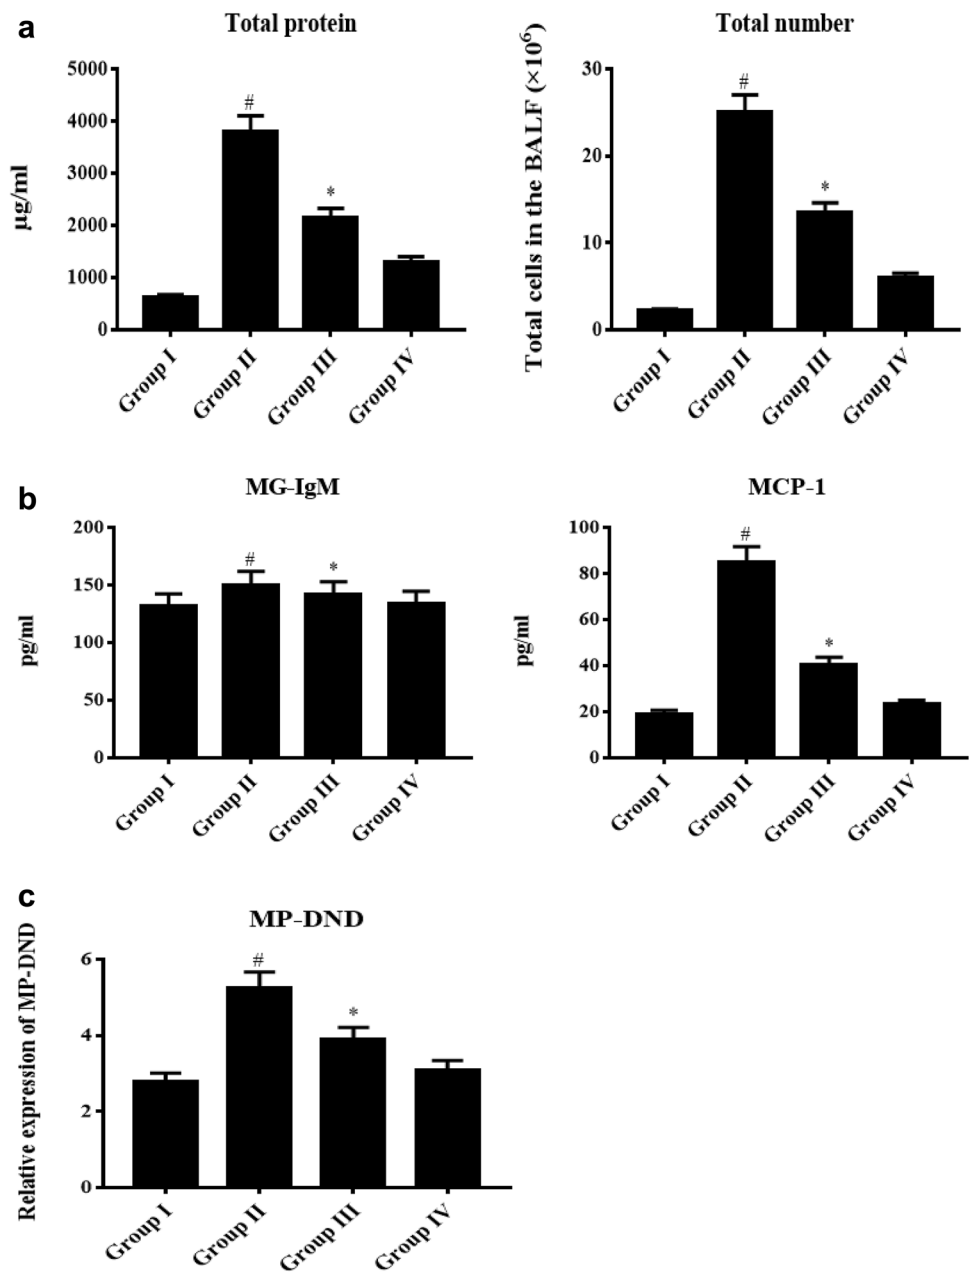 a
Total protein
µg/ml
5000
4000
3000
2000
1000
0
#
*
Group I
Group II
Group III
Group IV
Total number
Total cells in the BALF (×10⁶)
30
20
10
0
#
*
Group I
Group II
Group III
Group IV
b
MG-IgM
pg/ml
200
150
100
50
0
#
*
Group I
Group II
Group III
Group IV
MCP-1
pg/ml
100
80
60
40
20
0
#
*
Group I
Group II
Group III
Group IV
c
MP-DND
Relative expression of MP-DND
6
4
2
0
#
*
Group I
Group II
Group III
Group IV